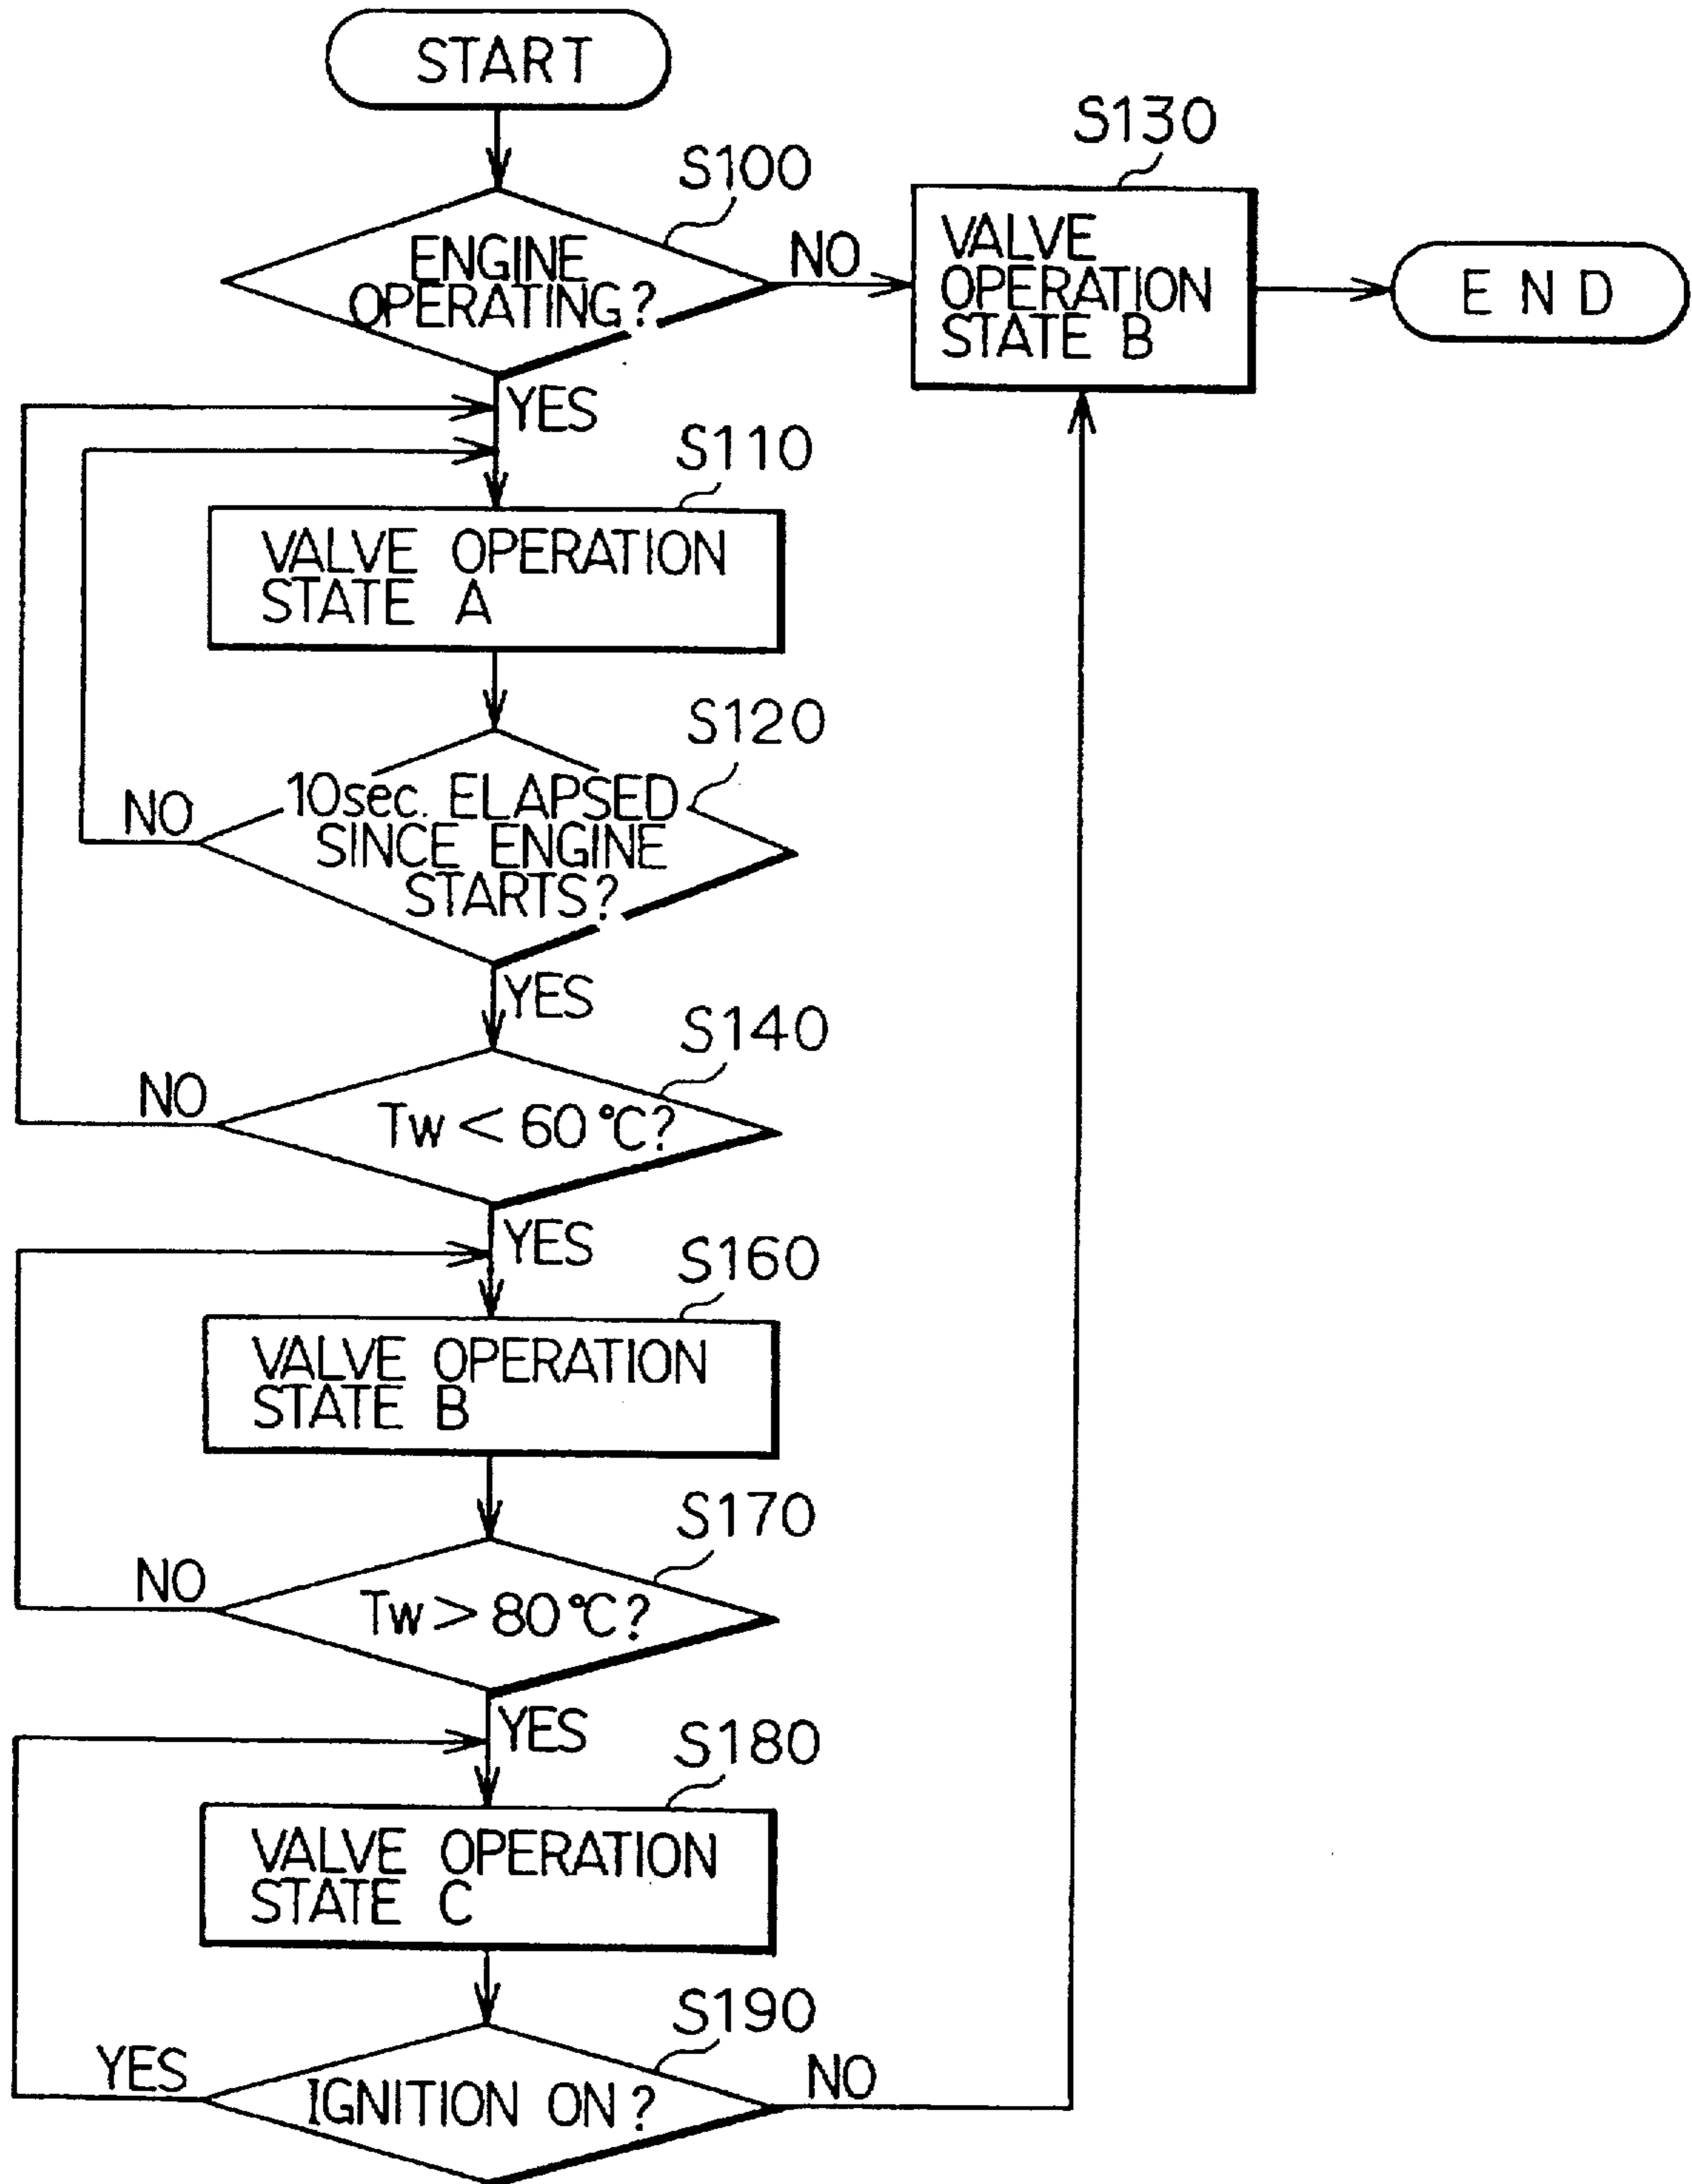 START
S100
ENGINE
OPERATING?
NO
S130
VALVE
OPERATION
STATE B
END
YES
S110
VALVE OPERATION
STATE A
S120
10sec. ELAPSED
SINCE ENGINE
STARTS?
NO
YES
S140
Tw < 60°C?
NO
YES
S160
VALVE OPERATION
STATE B
S170
Tw > 80°C?
NO
YES
S180
VALVE OPERATION
STATE C
S190
IGNITION ON?
YES
NO